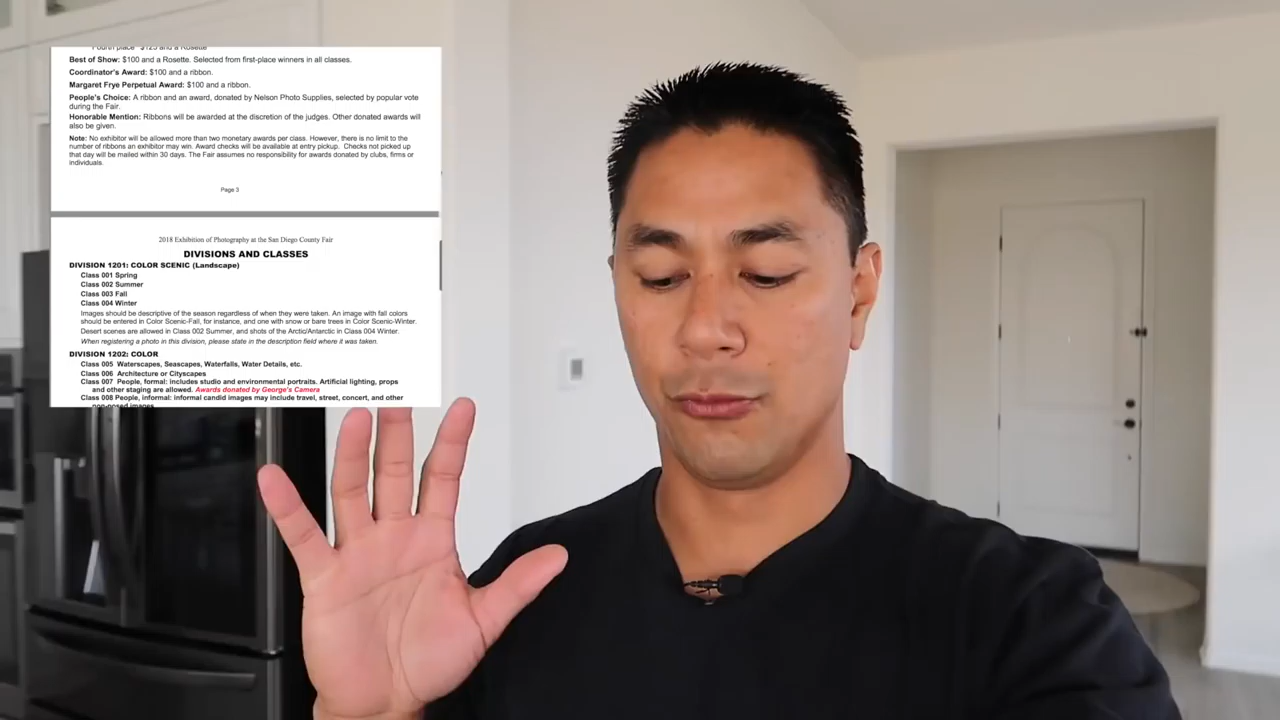 Fourth place $125 and a Rosette
Best of Show: $100 and a Rosette. Selected from first-place winners in all classes.
Coordinator's Award: $100 and a ribbon.
Margaret Frye Perpetual Award: $100 and a ribbon.
People's Choice: A ribbon and an award, donated by Nelson Photo Supplies, selected by popular vote
during the Fair.
Honorable Mention: Ribbons will be awarded at the discretion of the judges. Other donated awards will
also be given.
Note: No exhibitor will be allowed more than two monetary awards per class. However, there is no limit to the
number of ribbons an exhibitor may win. Award checks will be available at entry pickup. Checks not picked up
that day will be mailed within 30 days. The Fair assumes no responsibility for awards donated by clubs, firms or
individuals.
Page 3
2018 Exhibition of Photography at the San Diego County Fair
DIVISIONS AND CLASSES
DIVISION 1201: COLOR SCENIC (Landscape)
Class 001 Spring
Class 002 Summer
Class 003 Fall
Class 004 Winter
Images should be descriptive of the season regardless of when they were taken. An image with fall colors
should be entered in Color Scenic-Fall, for instance, and one with snow or bare trees in Color Scenic-Winter.
Desert scenes are allowed in Class 002 Summer, and shots of the Arctic/Antarctic in Class 004 Winter.
When registering a photo in this division, please state in the description field where it was taken.
DIVISION 1202: COLOR
Class 005 Waterscapes, Seascapes, Waterfalls, Water Details, etc.
Class 006 Architecture or Cityscapes
Class 007 People, formal: includes studio and environmental portraits. Artificial lighting, props
and other staging are allowed. Awards donated by George's Camera
Class 008 People, informal: informal candid images may include travel, street, concert, and other
non-posed images